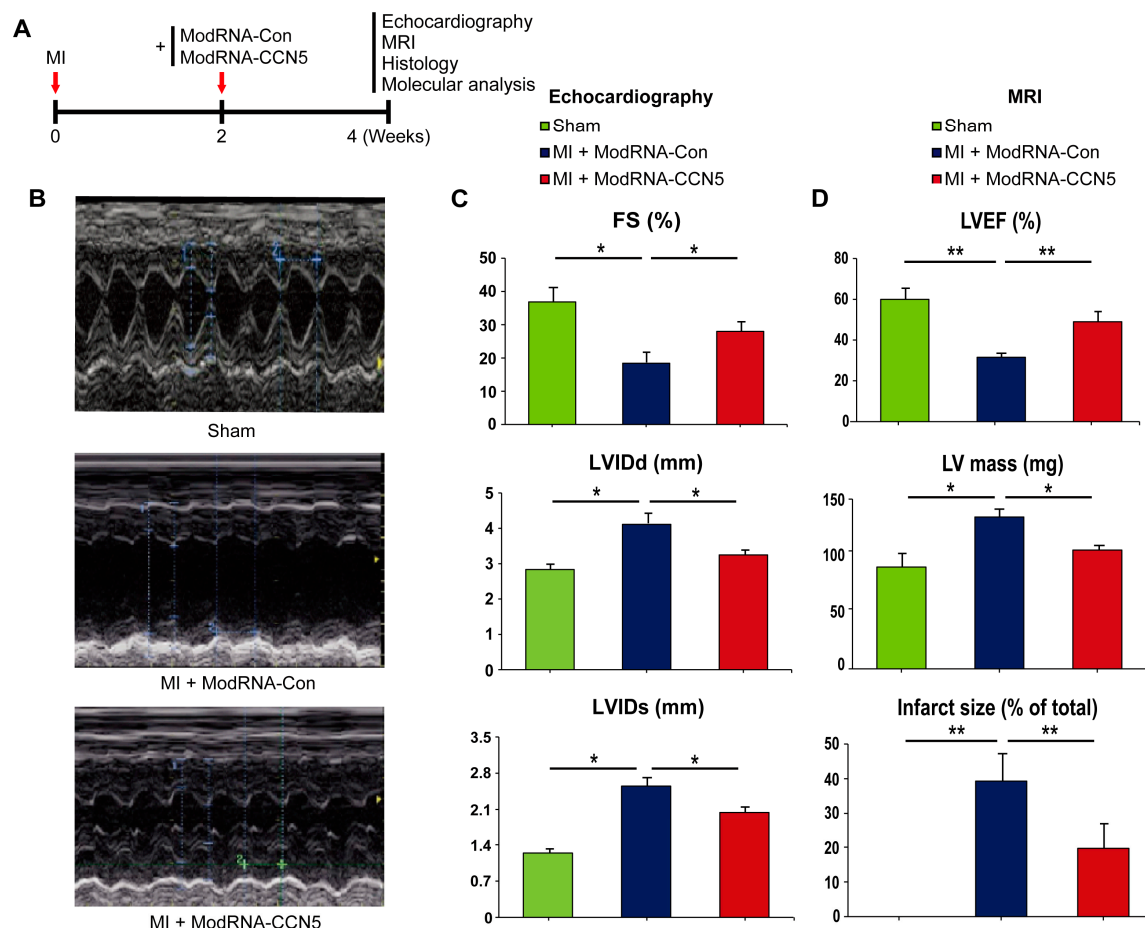 A
MI
+
ModRNA-Con
ModRNA-CCN5
Echocardiography
MRI
Histology
Molecular analysis
0
2
4 (Weeks)
Echocardiography
Sham
MI + ModRNA-Con
MI + ModRNA-CCN5
MRI
Sham
MI + ModRNA-Con
MI + ModRNA-CCN5
B
Sham
MI + ModRNA-Con
2
MI + ModRNA-CCN5
C
FS (%)
* *
50
40
30
20
10
0
LVIDd (mm)
* *
5
4
3
2
1
0
LVIDs (mm)
* *
3.5
2.8
2.1
1.4
0.7
0
D
LVEF (%)
** **
80
60
40
20
0
LV mass (mg)
* *
150
100
50
0
Infarct size (% of total)
** **
50
40
30
20
10
0